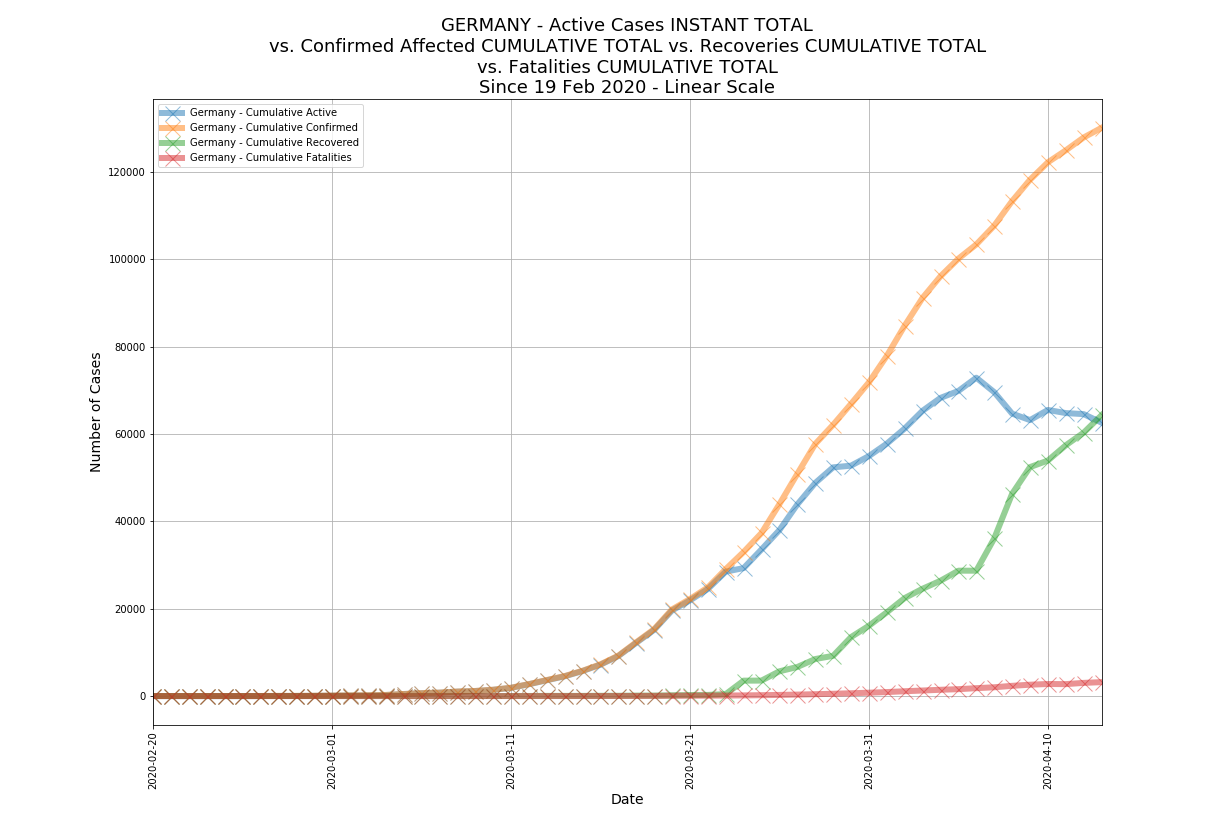 GERMANY - Active Cases INSTANT TOTAL
vs. Confirmed Affected CUMULATIVE TOTAL vs. Recoveries CUMULATIVE TOTAL
vs. Fatalities CUMULATIVE TOTAL
Since 19 Feb 2020 - Linear Scale
Germany - Cumulative Active
Germany - Cumulative Confirmed
Germany - Cumulative Recovered
Germany - Cumulative Fatalities
120000
100000
80000
60000
40000
20000
0
Number of Cases
2020-02-20
2020-03-01
2020-03-11
2020-03-21
2020-03-31
2020-04-10
Date